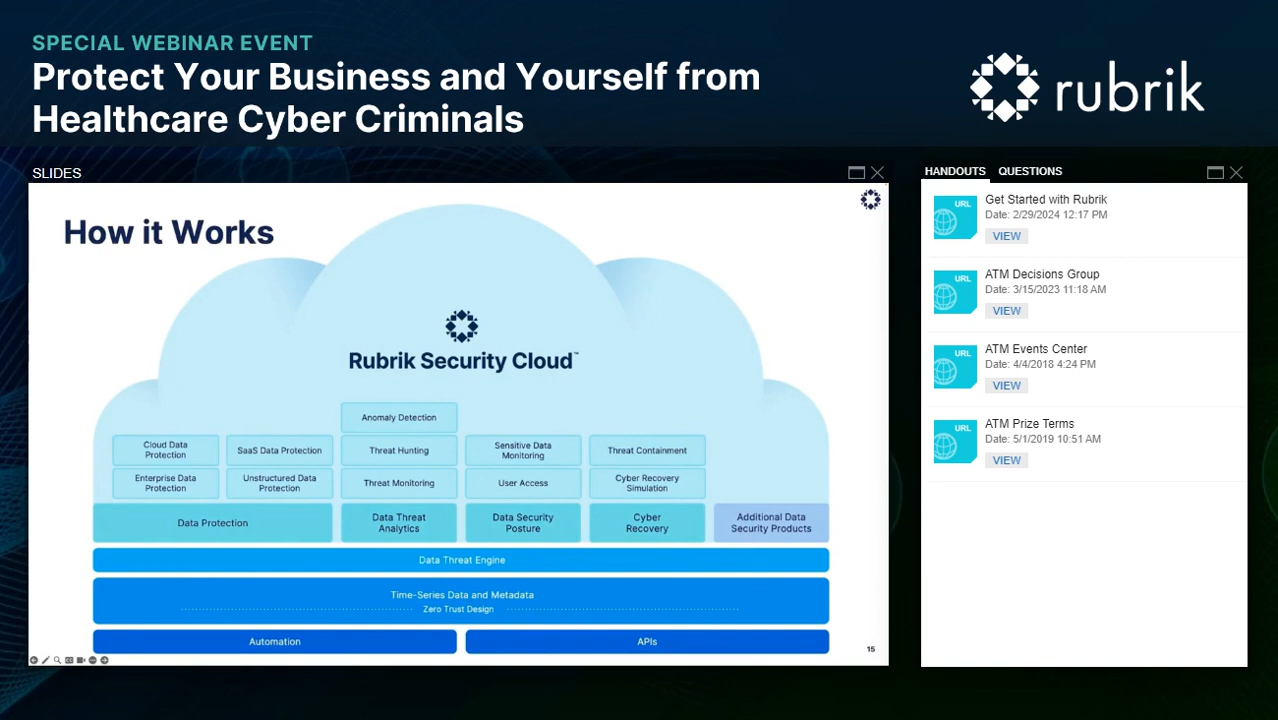 SPECIAL WEBINAR EVENT
Protect Your Business and Yourself from
Healthcare Cyber Criminals
rubrik
SLIDES
How it Works
Rubrik Security Cloud™
Anomaly Detection
Cloud Data
Protection
SaaS Data Protection
Threat Hunting
Sensitive Data
Monitoring
Threat Containment
Enterprise Data
Protection
Unstructured Data
Protection
Threat Monitoring
User Access
Cyber Recovery
Simulation
Data Protection
Data Threat
Analytics
Data Security
Posture
Cyber
Recovery
Additional Data
Security Products
Data Threat Engine
Time-Series Data and Metadata
Zero Trust Design
Automation
APIs
15
HANDOUTS QUESTIONS
URL
Get Started with Rubrik
Date: 2/29/2024 12:17 PM
VIEW
URL
ATM Decisions Group
Date: 3/15/2023 11:18 AM
VIEW
URL
ATM Events Center
Date: 4/4/2018 4:24 PM
VIEW
URL
ATM Prize Terms
Date: 5/1/2019 10:51 AM
VIEW